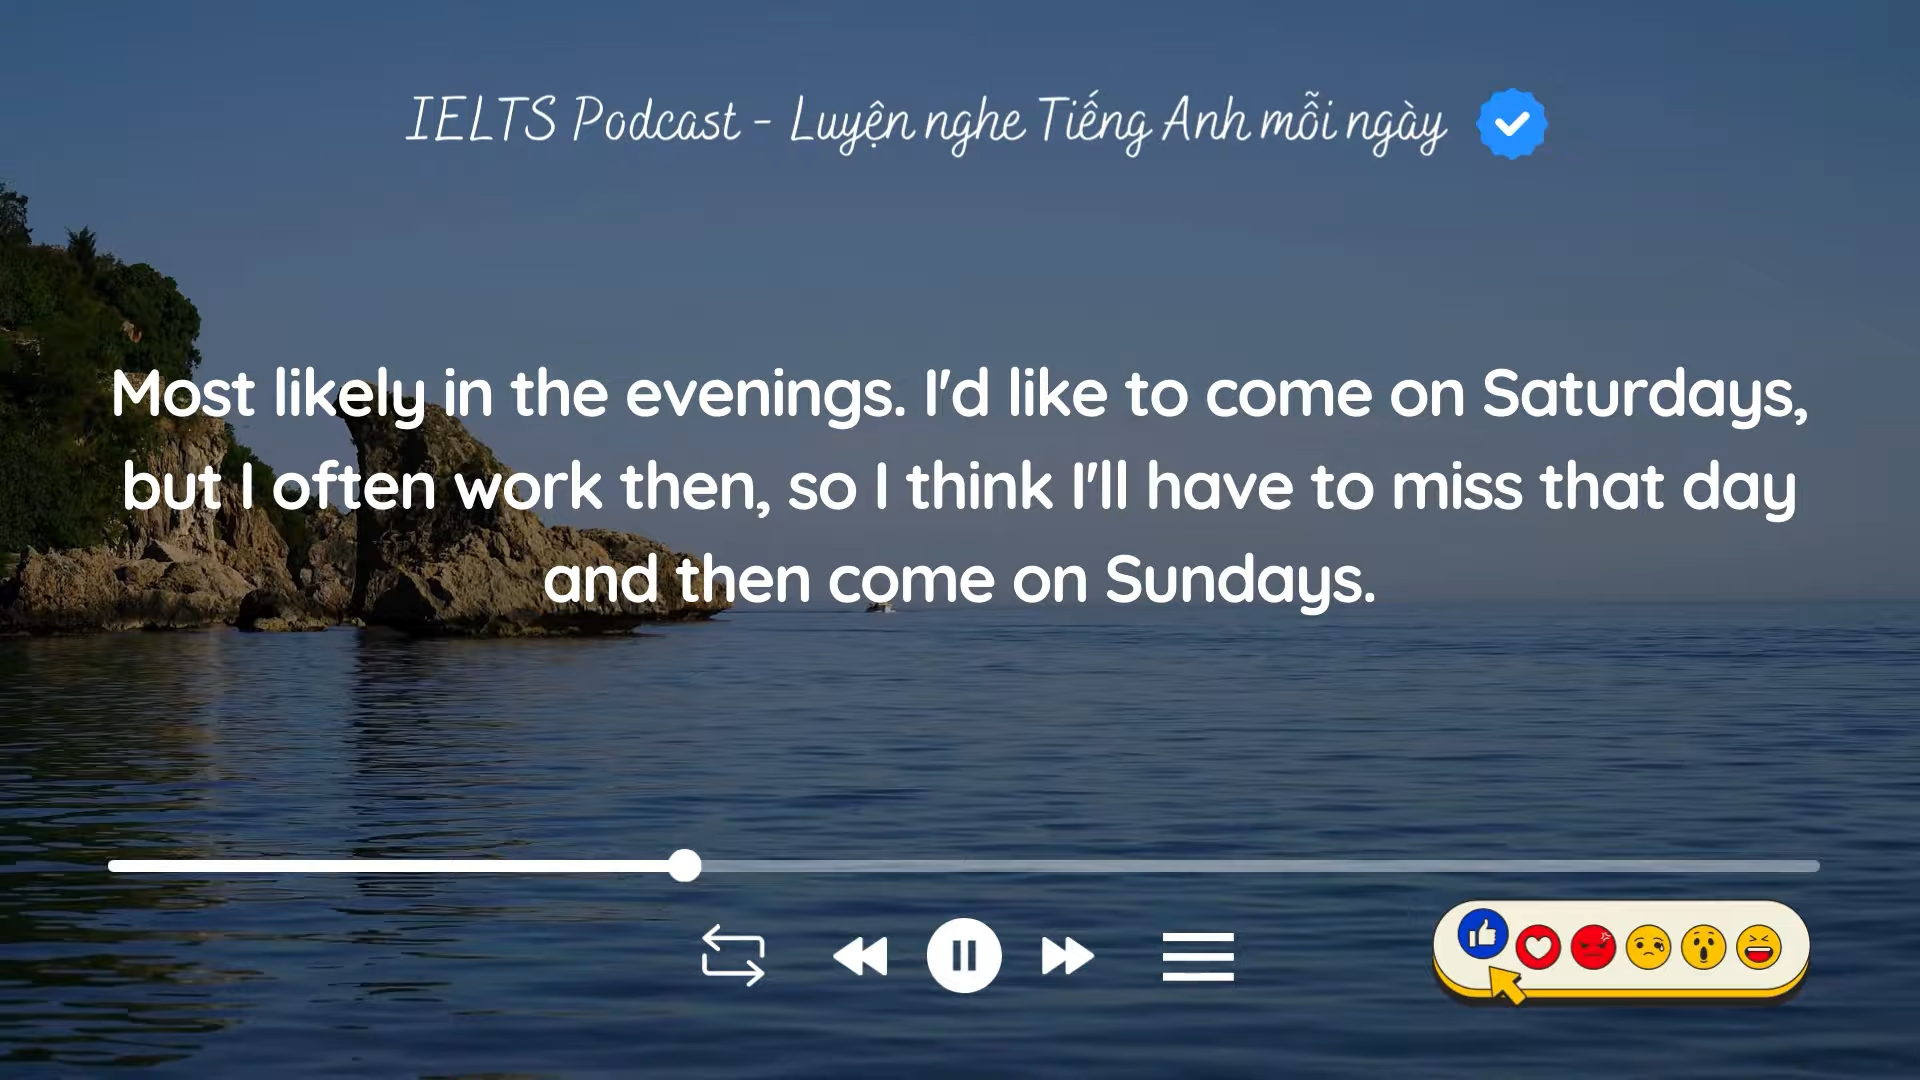 IELTS Podcast - Luyện nghe Tiếng Anh mỗi ngày
Most likely in the evenings. I'd like to come on Saturdays,
but I often work then, so I think I'll have to miss that day
and then come on Sundays.